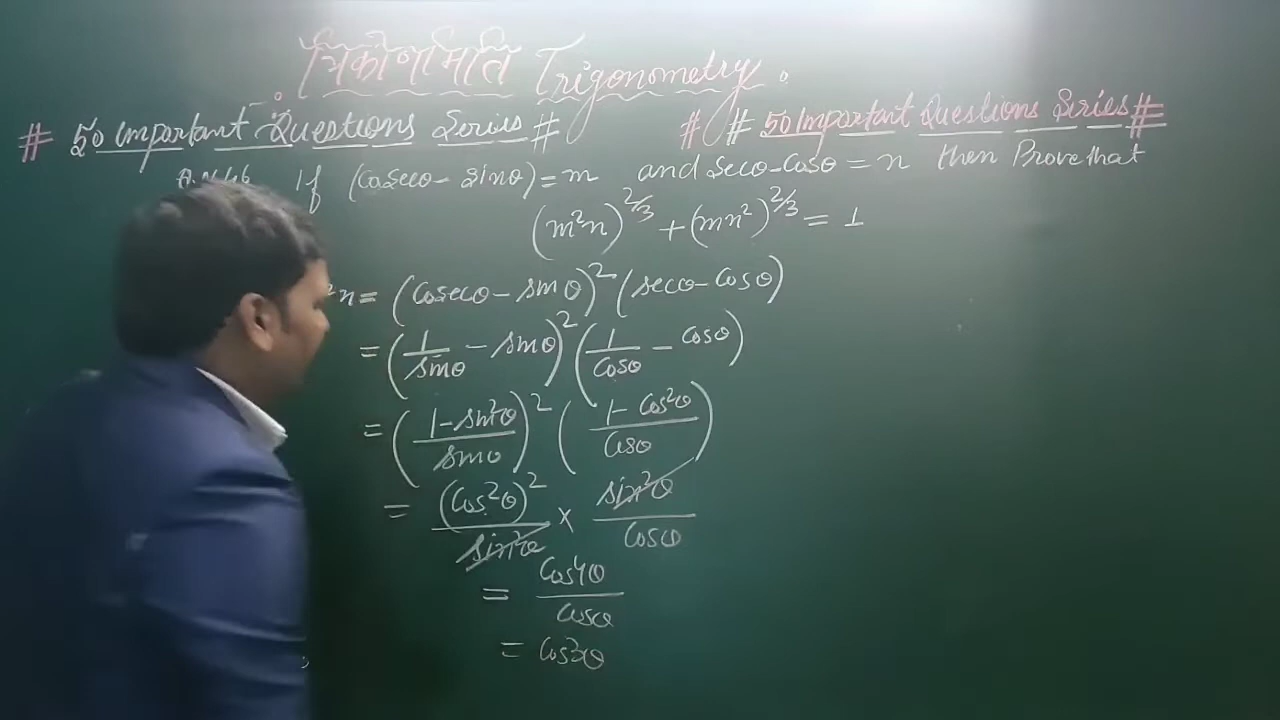 त्रिकोणमिति Trigonometry.
# 50 Important Questions Series #
# # 50 Important Questions Series #
If (Cosecθ - sinθ) = m and secθ - Cosθ = n then Prove that
(m²n)^2/3 + (mn²)^2/3 = 1
²n = (Cosecθ - sinθ)² (secθ - Cosθ)
= (1/sinθ - sinθ)² (1/Cosθ - Cosθ)
= (1 - sin²θ/sinθ)² (1 - Cos²θ/Cosθ)
= (Cos²θ)²/sin²θ × sin²θ/Cosθ
= Cos4θ/Cosθ
= Cos3θ